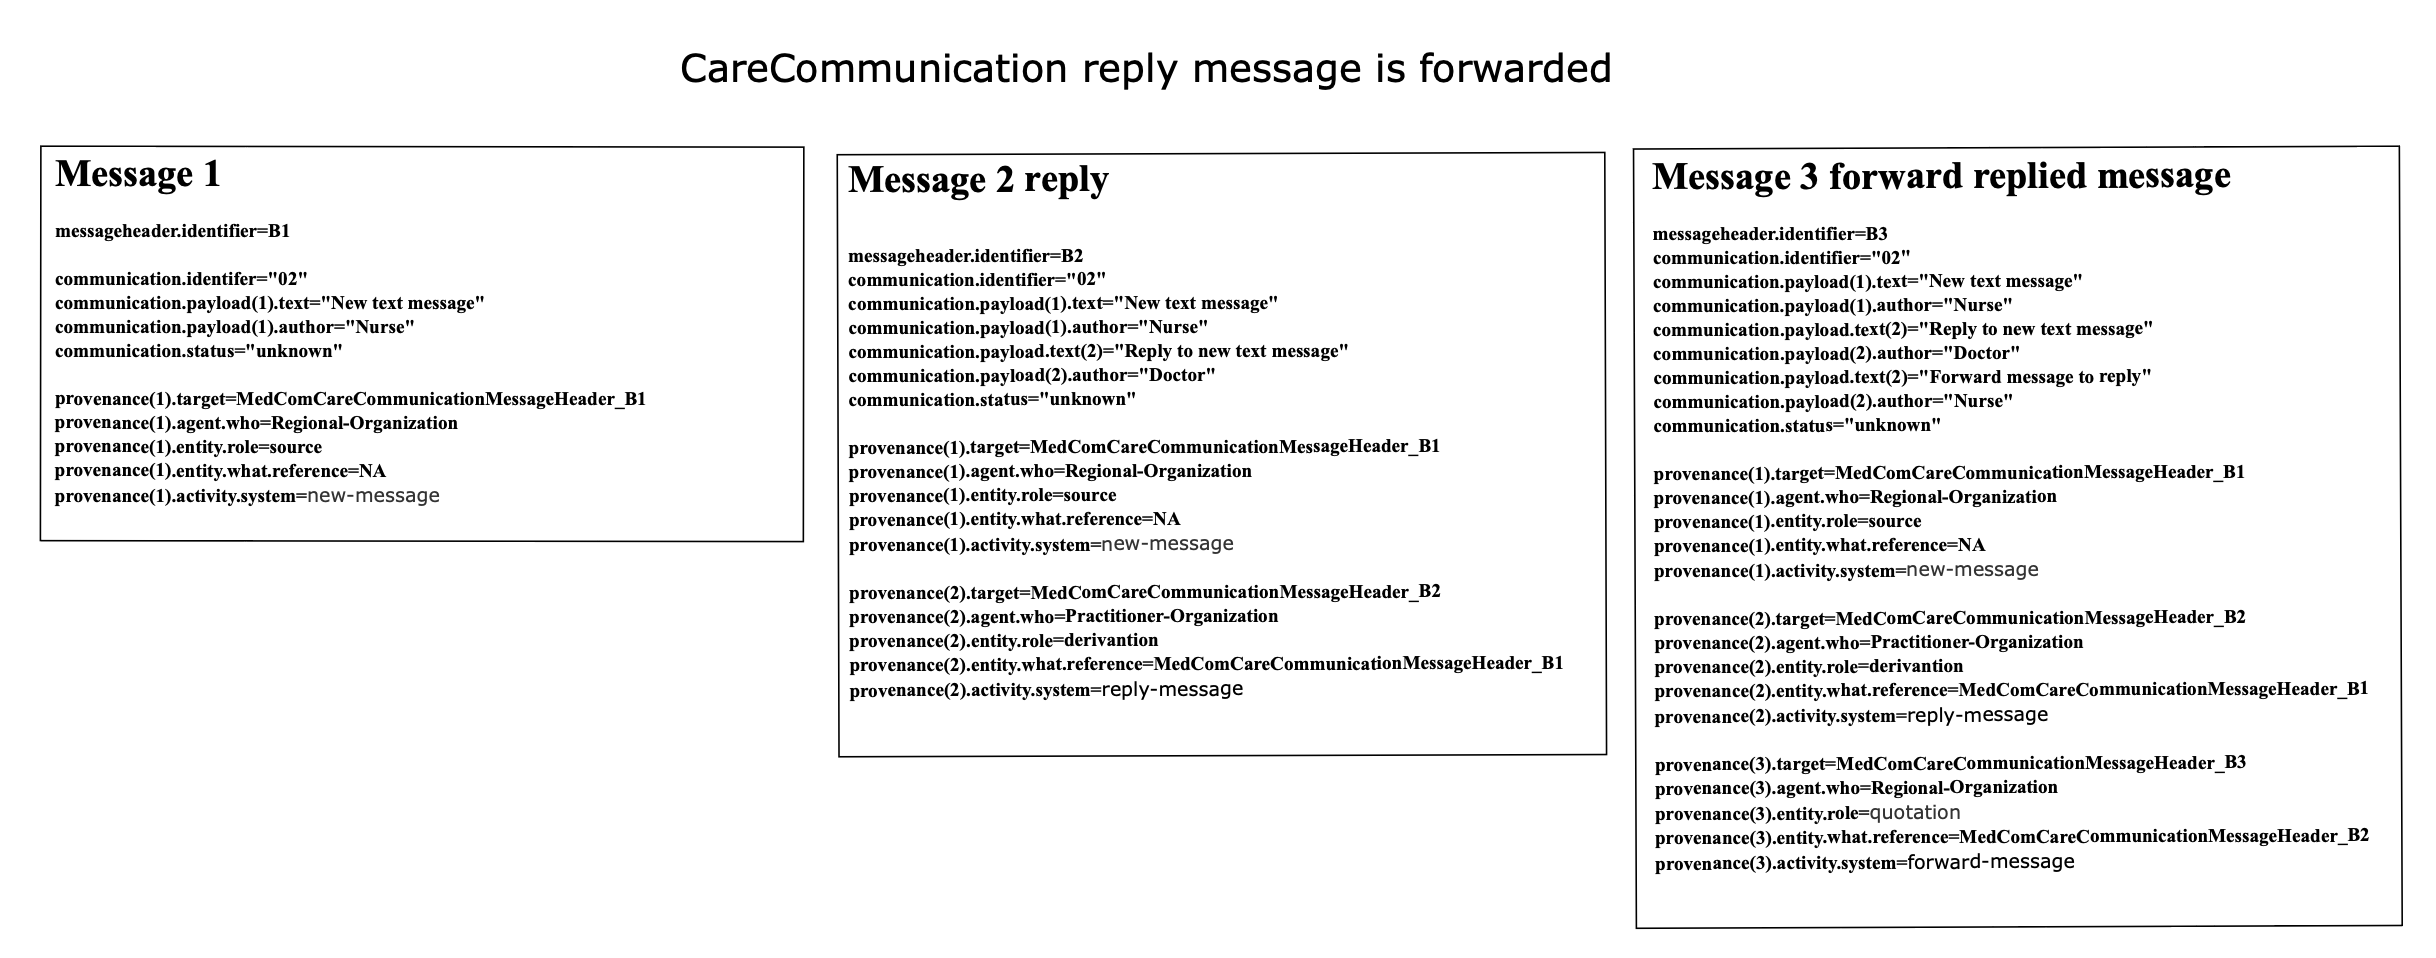 CareCommunication reply message is forwarded
Message 1
messageheader.identifier=B1
communication.identifer="02"
communication.payload(1).text="New text message"
communication.payload(1).author="Nurse"
communication.status="unknown"
provenance(1).target=MedComCareCommunicationMessageHeader_B1
provenance(1).agent.who=Regional-Organization
provenance(1).entity.role=source
provenance(1).entity.what.reference=NA
provenance(1).activity.system=new-message
Message 2 reply
messageheader.identifier=B2
communication.identifier="02"
communication.payload(1).text="New text message"
communication.payload(1).author="Nurse"
communication.payload.text(2)="Reply to new text message"
communication.payload(2).author="Doctor"
communication.status="unknown"
provenance(1).target=MedComCareCommunicationMessageHeader_B1
provenance(1).agent.who=Regional-Organization
provenance(1).entity.role=source
provenance(1).entity.what.reference=NA
provenance(1).activity.system=new-message
provenance(2).target=MedComCareCommunicationMessageHeader_B2
provenance(2).agent.who=Practitioner-Organization
provenance(2).entity.role=derivantion
provenance(2).entity.what.reference=MedComCareCommunicationMessageHeader_B1
provenance(2).activity.system=reply-message
Message 3 forward replied message
messageheader.identifier=B3
communication.identifier="02"
communication.payload(1).text="New text message"
communication.payload(1).author="Nurse"
communication.payload.text(2)="Reply to new text message"
communication.payload(2).author="Doctor"
communication.payload.text(2)="Forward message to reply"
communication.payload(2).author="Nurse"
communication.status="unknown"
provenance(1).target=MedComCareCommunicationMessageHeader_B1
provenance(1).agent.who=Regional-Organization
provenance(1).entity.role=source
provenance(1).entity.what.reference=NA
provenance(1).activity.system=new-message
provenance(2).target=MedComCareCommunicationMessageHeader_B2
provenance(2).agent.who=Practitioner-Organization
provenance(2).entity.role=derivantion
provenance(2).entity.what.reference=MedComCareCommunicationMessageHeader_B1
provenance(2).activity.system=reply-message
provenance(3).target=MedComCareCommunicationMessageHeader_B3
provenance(3).agent.who=Regional-Organization
provenance(3).entity.role=quotation
provenance(3).entity.what.reference=MedComCareCommunicationMessageHeader_B2
provenance(3).activity.system=forward-message